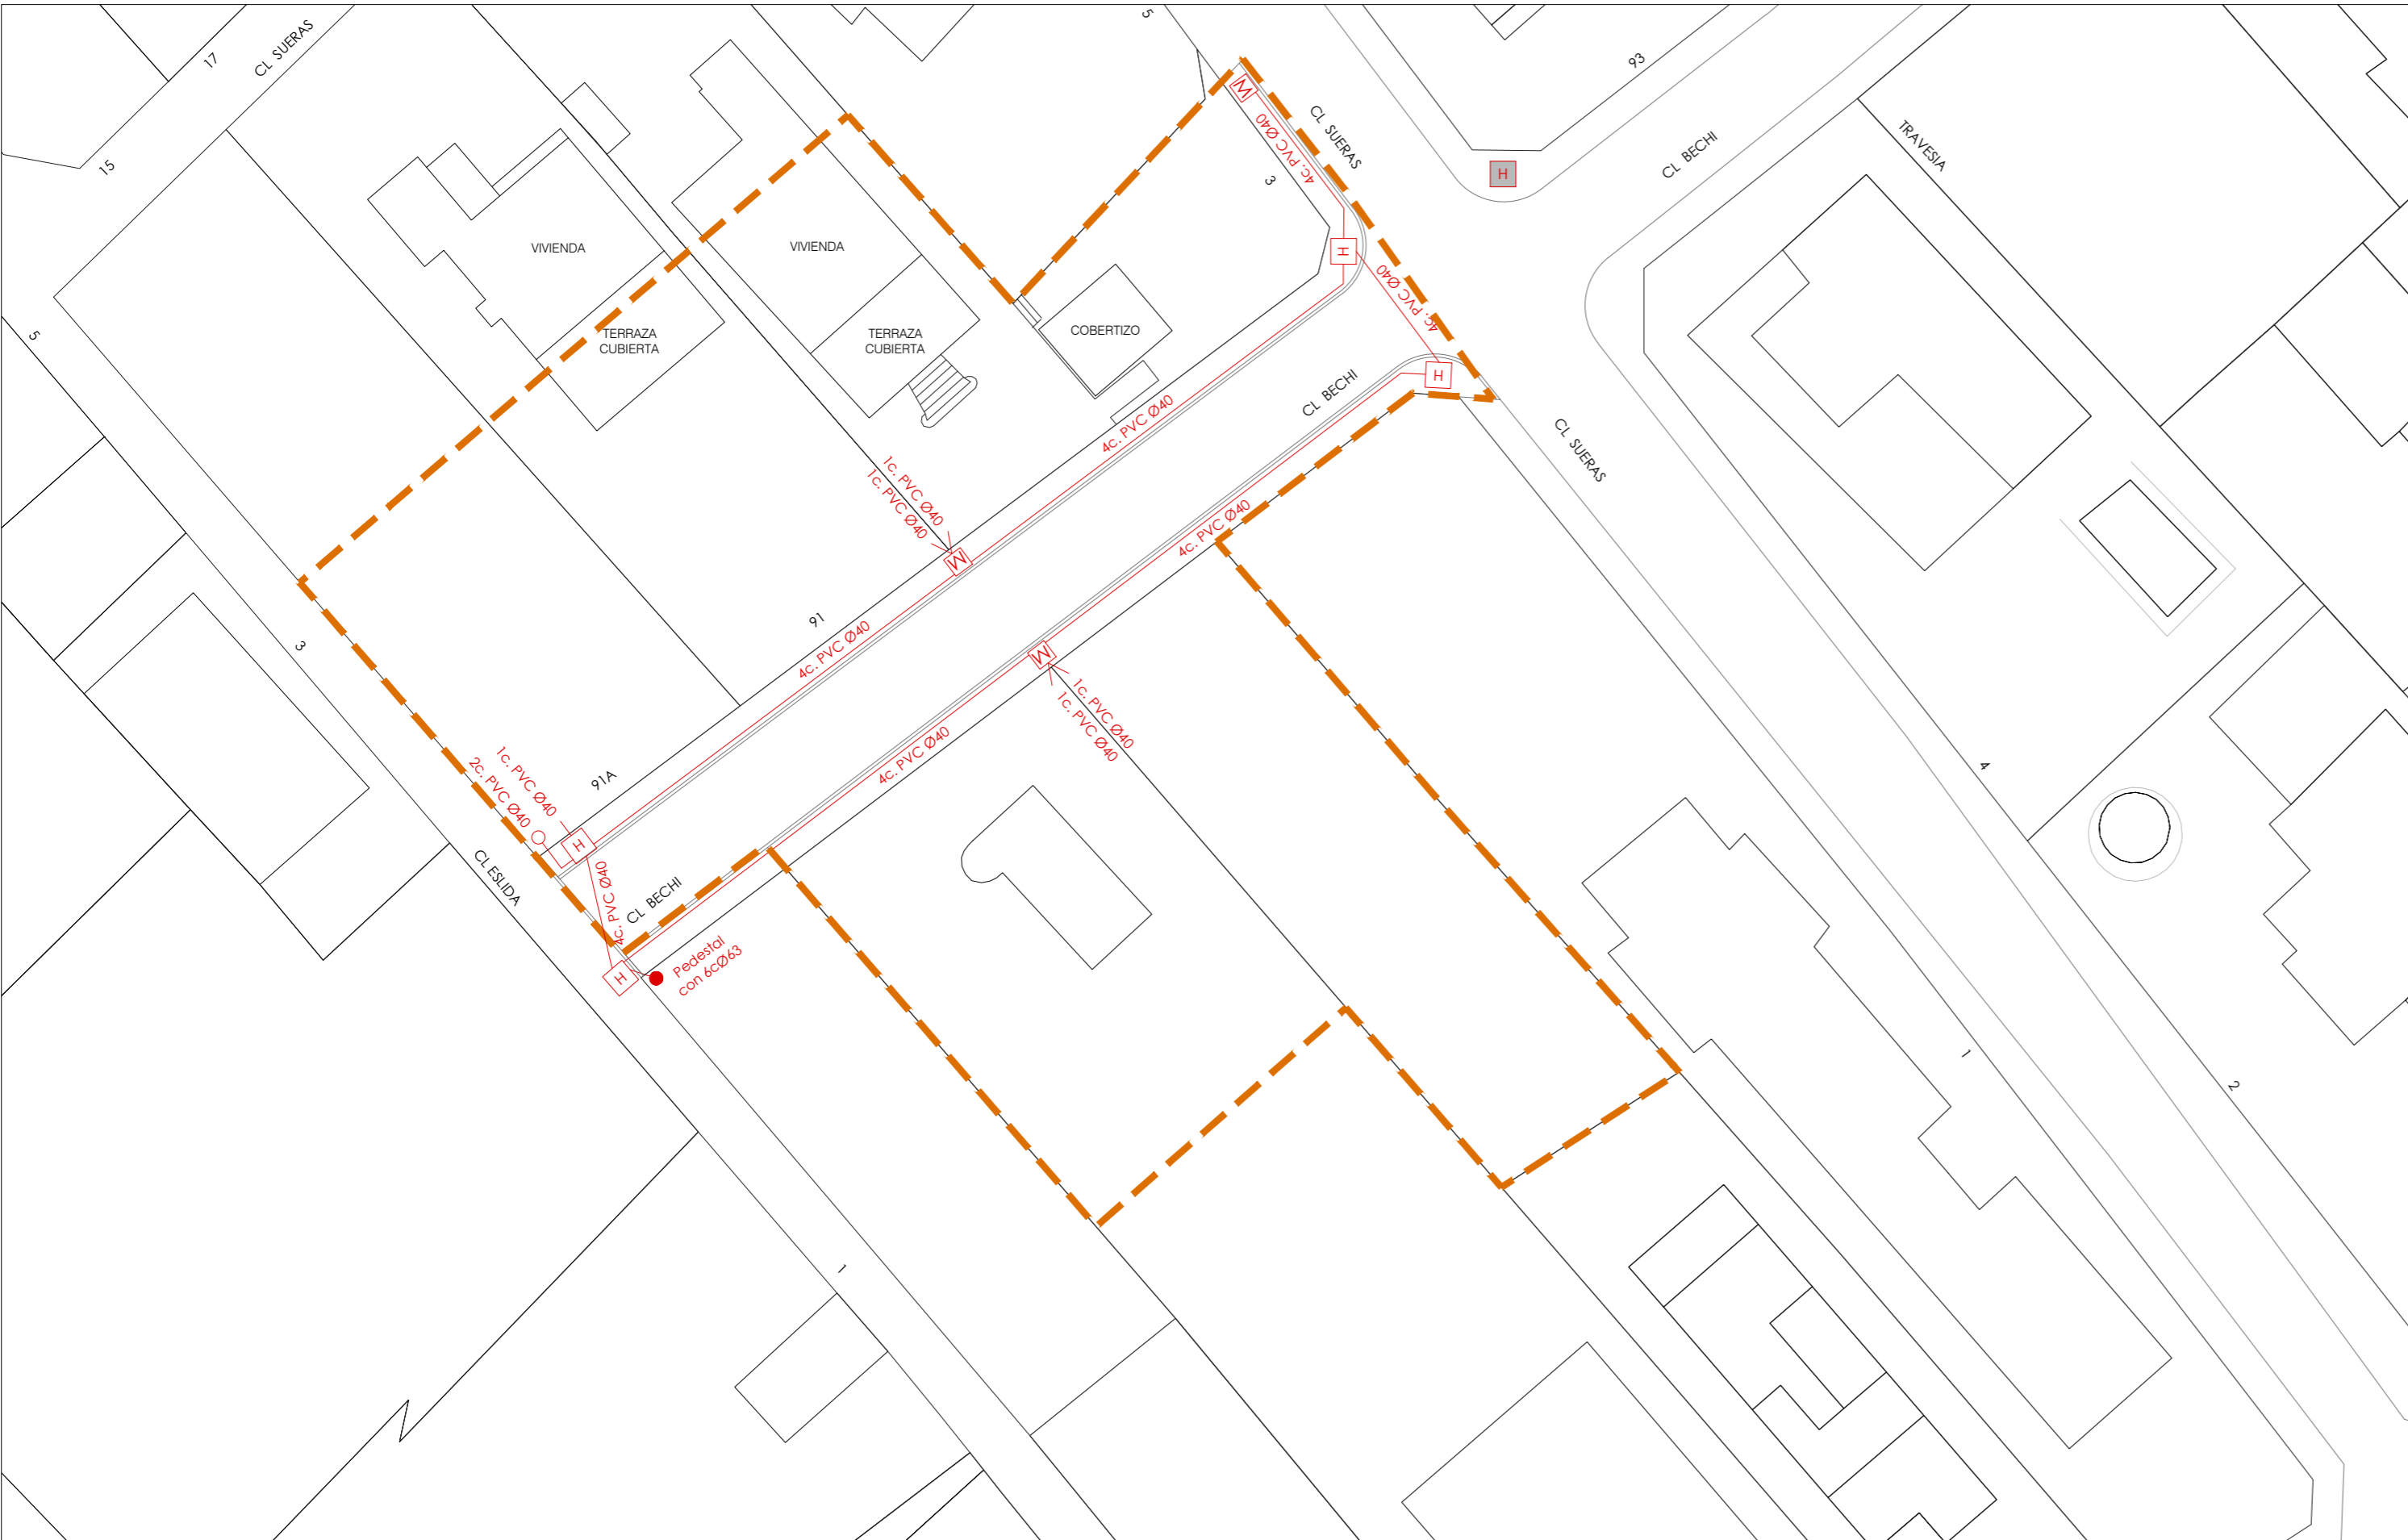 17
CL SUERAS
15
5
93
CL SUERAS
M
4c. PVC Ø40
3
H
CL BECHI
TRAVESIA
VIVIENDA
VIVIENDA
H
4c. PVC Ø40
TERRAZA
CUBIERTA
TERRAZA
CUBIERTA
COBERTIZO
5
H
CL BECHI
4c. PVC Ø40
CL SUERAS
1c. PVC Ø40
1c. PVC Ø40
M
4c. PVC Ø40
91
4c. PVC Ø40
3
M
1c. PVC Ø40
1c. PVC Ø40
4c. PVC Ø40
91A
1c. PVC Ø40
2c. PVC Ø40
H
4c. PVC Ø40
CL ESLIDA
CL BECHI
H
Pedestal
con 6cØ63
4
1
2
1